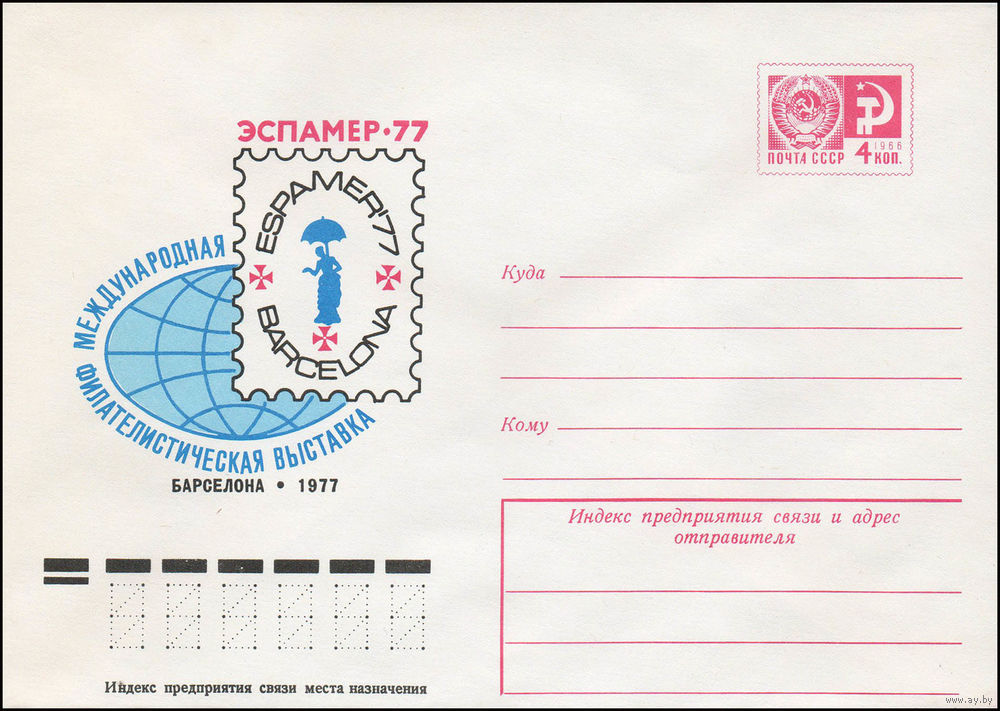 ЭСПАМЕР·77
ESPAMER'77
BARCELONA
МЕЖДУНАРОДНАЯ
ФИЛАТЕЛИСТИЧЕСКАЯ ВЫСТАВКА
БАРСЕЛОНА • 1977
1966
ПОЧТА СССР 4 КОП.
Куда
Кому
Индекс предприятия связи и адрес
отправителя
Индекс предприятия связи места назначения
www.ay.by